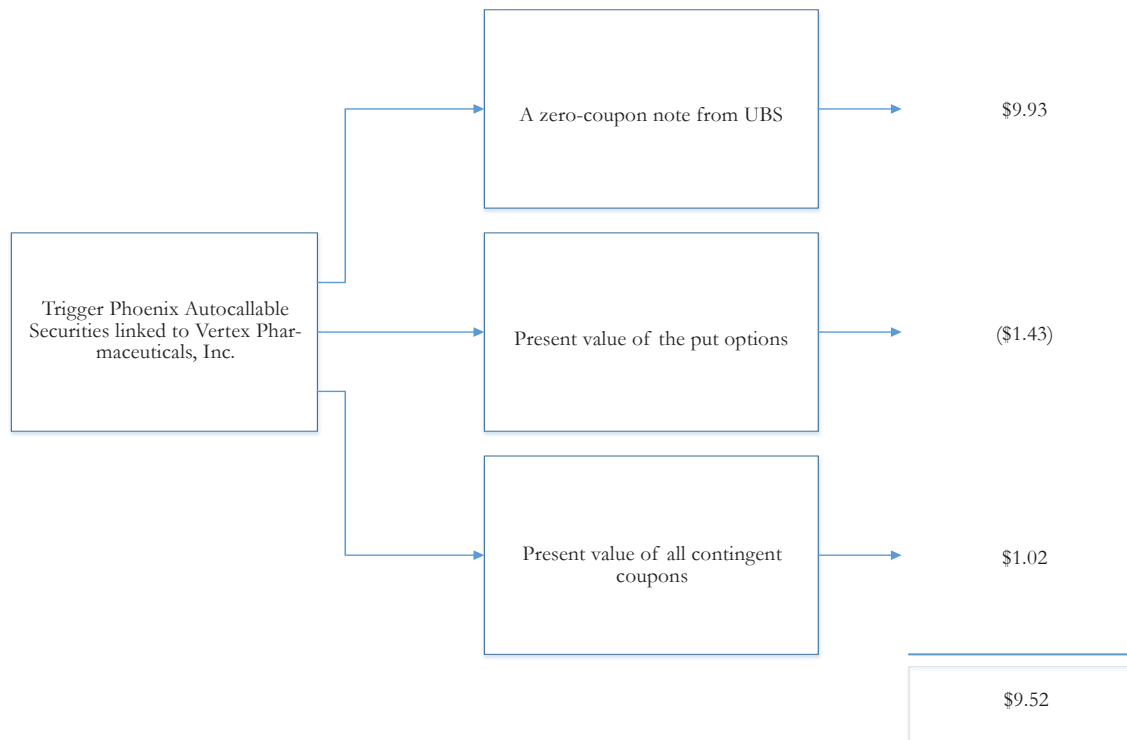 A zero-coupon note from UBS
$9.93
Trigger Phoenix Autocallable
Securities linked to Vertex Phar-
maceuticals, Inc.
Present value of the put options
($1.43)
Present value of all contingent
coupons
$1.02
$9.52